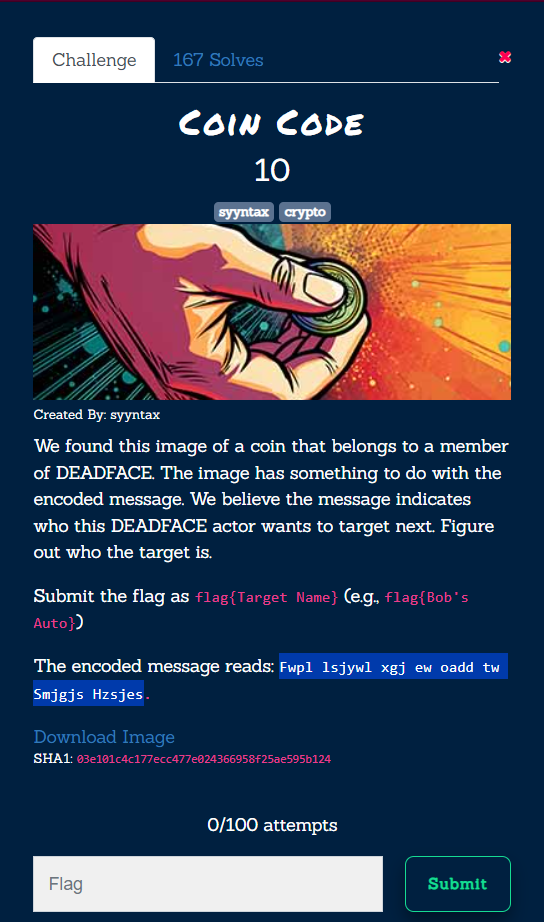 Challenge
167 Solves
✖
Coin Code
10
syyntax crypto
Created By: syyntax
We found this image of a coin that belongs to a member
of DEADFACE. The image has something to do with the
encoded message. We believe the message indicates
who this DEADFACE actor wants to target next. Figure
out who the target is.
Submit the flag as flag{Target Name} (e.g., flag{Bob's
Auto})
The encoded message reads: Fwpl lsjywl xgj ew oadd tw
Smjgjs Hzsjes.
Download Image
SHA1: 03e101c4c177ecc477e024366958f25ae595b124
0/100 attempts
Flag
Submit